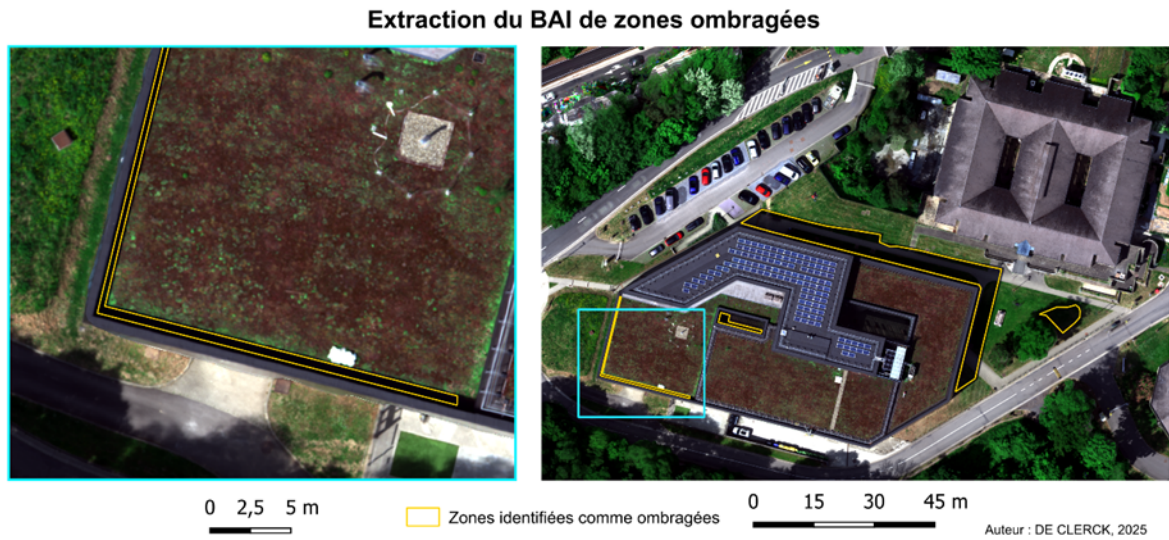 Extraction du BAI de zones ombragées
0 2,5 5 m
Zones identifiées comme ombragées
0 15 30 45 m
Auteur : DE CLERCK, 2025